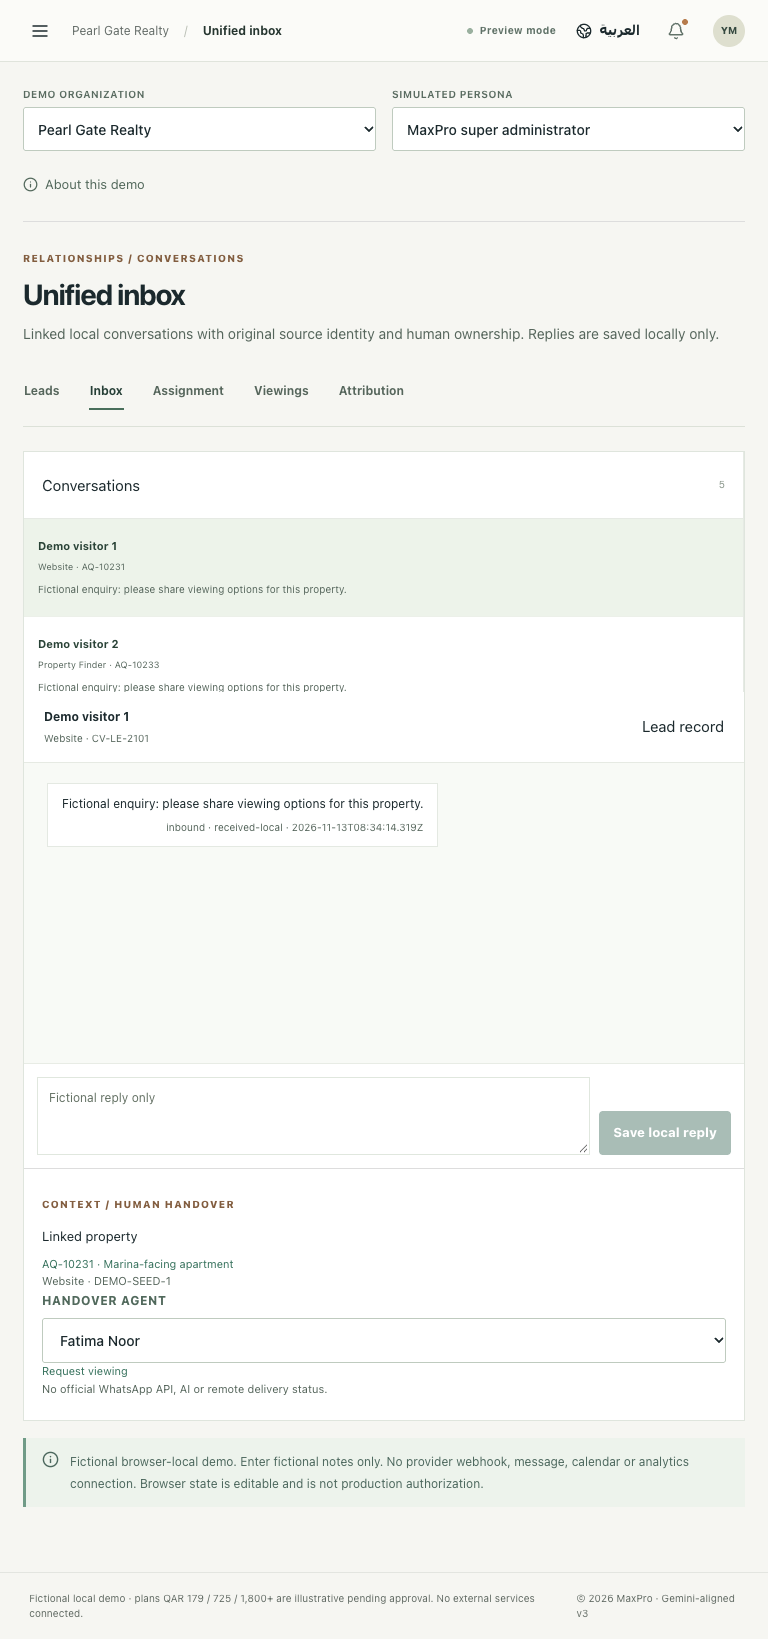 Pearl Gate Realty / Unified inbox
Preview mode
العربية
YM
DEMO ORGANIZATION
Pearl Gate Realty
SIMULATED PERSONA
MaxPro super administrator
About this demo
RELATIONSHIPS / CONVERSATIONS
Unified inbox
Linked local conversations with original source identity and human ownership. Replies are saved locally only.
Leads Inbox Assignment Viewings Attribution
Conversations 5
Demo visitor 1
Website · AQ-10231
Fictional enquiry: please share viewing options for this property.
Demo visitor 2
Property Finder · AQ-10233
Fictional enquiry: please share viewing options for this property.
Demo visitor 1
Website · CV-LE-2101
Lead record
Fictional enquiry: please share viewing options for this property.
inbound · received-local · 2026-11-13T08:34:14.319Z
Fictional reply only
Save local reply
CONTEXT / HUMAN HANDOVER
Linked property
AQ-10231 · Marina-facing apartment
Website · DEMO-SEED-1
HANDOVER AGENT
Fatima Noor
Request viewing
No official WhatsApp API, AI or remote delivery status.
Fictional browser-local demo. Enter fictional notes only. No provider webhook, message, calendar or analytics
connection. Browser state is editable and is not production authorization.
Fictional local demo · plans QAR 179 / 725 / 1,800+ are illustrative pending approval. No external services
connected.
© 2026 MaxPro · Gemini-aligned
v3